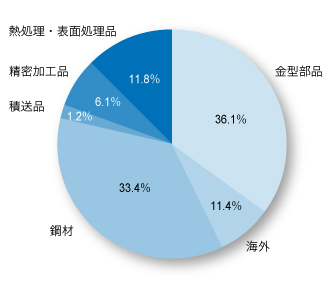 熱処理・表面処理品
精密加工品
積送品
鋼材
海外
金型部品
11.8%
6.1%
1.2%
33.4%
11.4%
36.1%